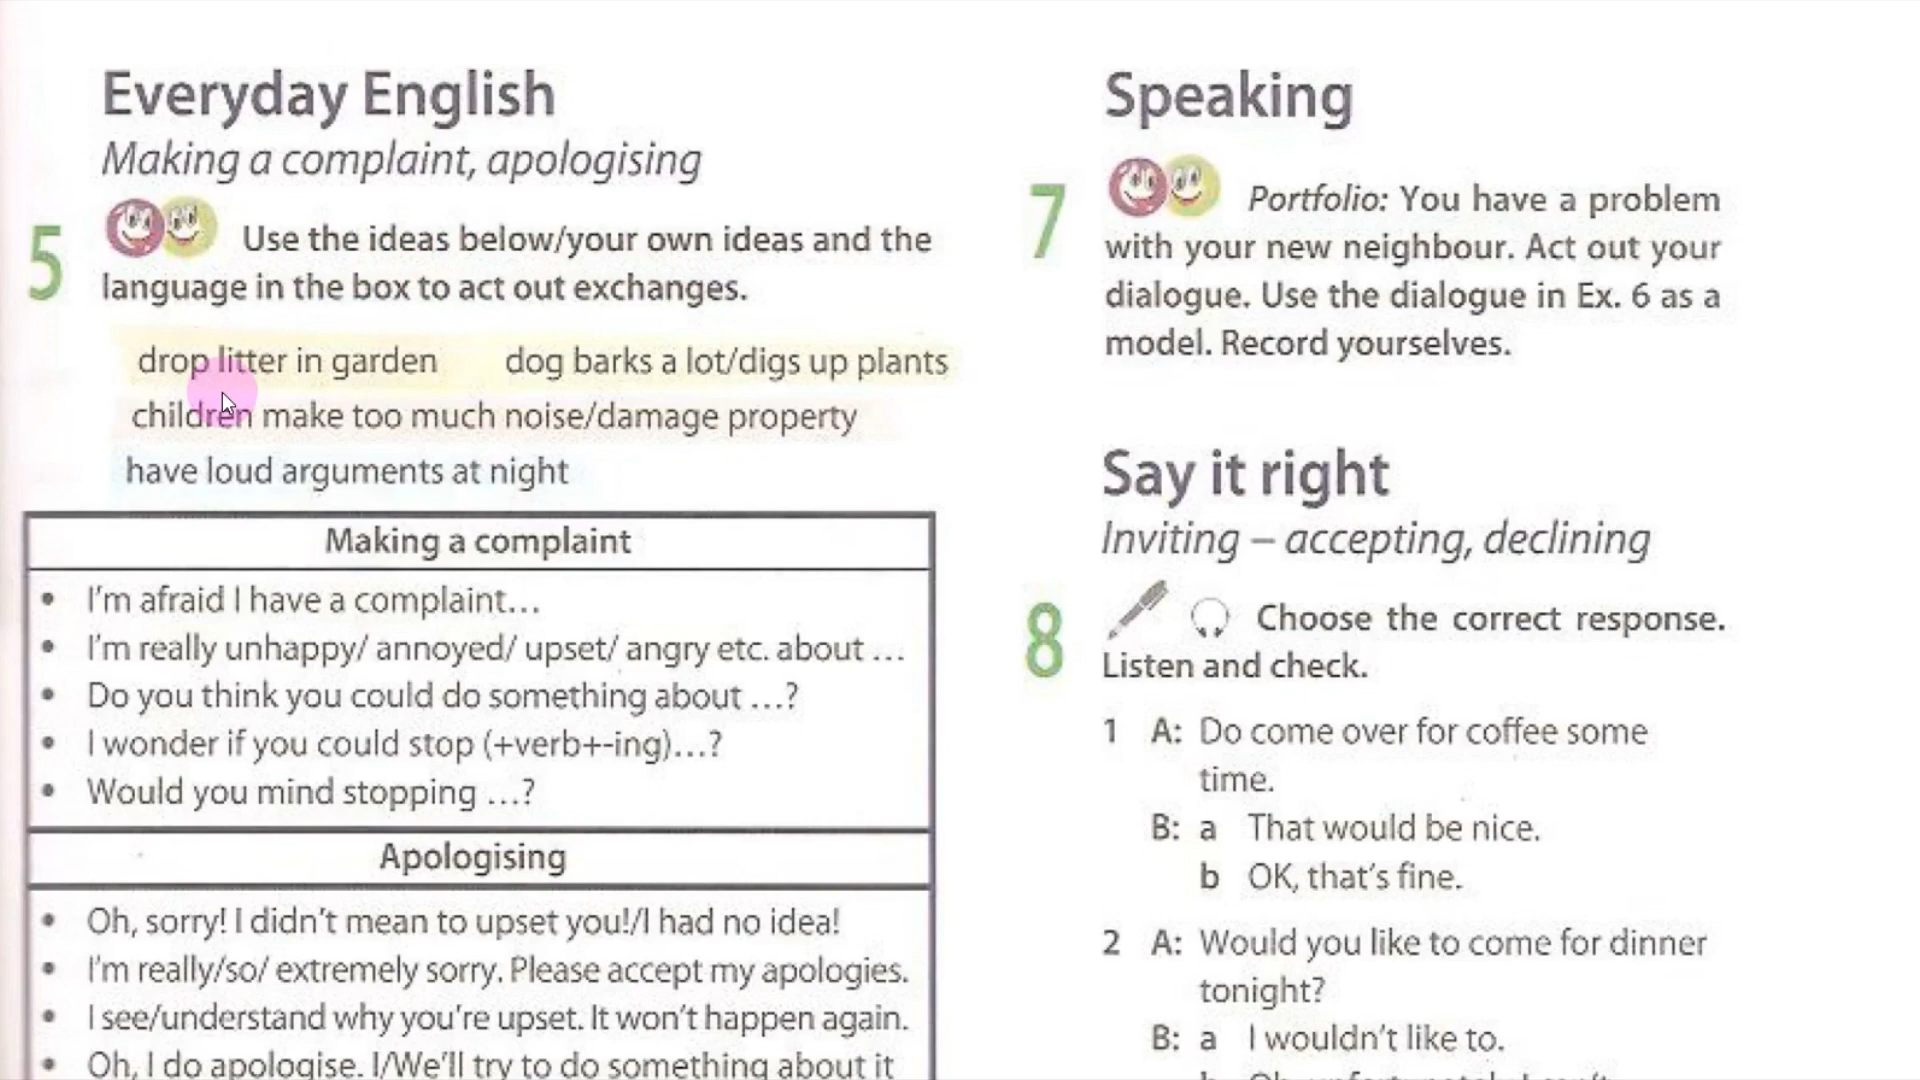 Everyday English
Making a complaint, apologising
5 Use the ideas below/your own ideas and the
language in the box to act out exchanges.
drop litter in garden dog barks a lot/digs up plants
children make too much noise/damage property
have loud arguments at night
Making a complaint
• I'm afraid I have a complaint…
• I'm really unhappy/ annoyed/ upset/ angry etc. about …
• Do you think you could do something about …?
• I wonder if you could stop (+verb+-ing)…?
• Would you mind stopping …?
Apologising
• Oh, sorry! I didn't mean to upset you!/I had no idea!
• I'm really/so/ extremely sorry. Please accept my apologies.
• I see/understand why you're upset. It won't happen again.
• Oh, I do apologise. I/We'll try to do something about it
Speaking
7 Portfolio: You have a problem
with your new neighbour. Act out your
dialogue. Use the dialogue in Ex. 6 as a
model. Record yourselves.
Say it right
Inviting – accepting, declining
8 Choose the correct response.
Listen and check.
1 A: Do come over for coffee some
time.
B: a That would be nice.
b OK, that's fine.
2 A: Would you like to come for dinner
tonight?
B: a I wouldn't like to.